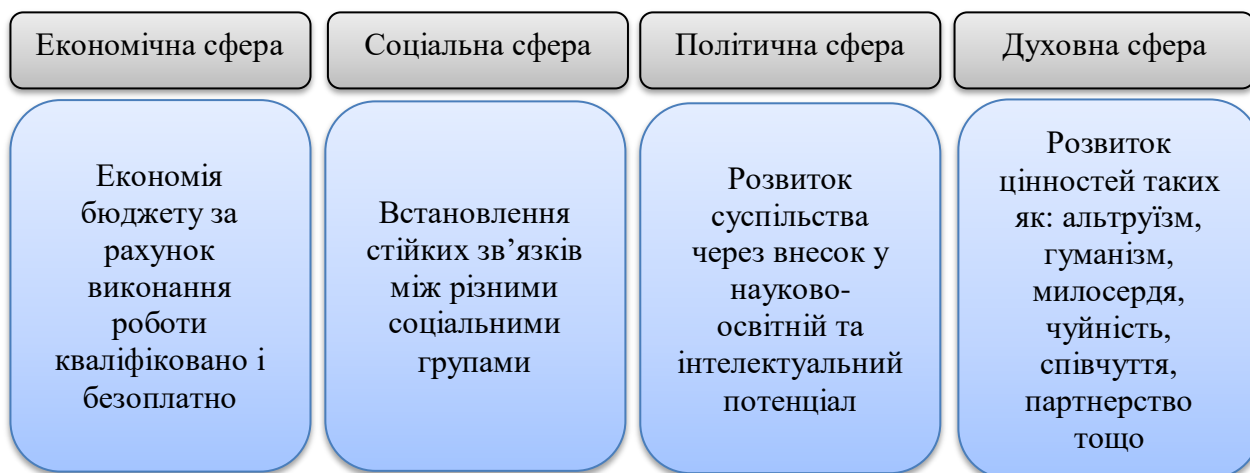 Економічна сфера
Соціальна сфера
Політична сфера
Духовна сфера
Економія
бюджету за
рахунок
виконання
роботи
кваліфіковано і
безоплатно
Встановлення
стійких зв’язків
між різними
соціальними
групами
Розвиток
суспільства
через внесок у
науково-
освітній та
інтелектуальний
потенціал
Розвиток
цінностей таких
як: альтруїзм,
гуманізм,
милосердя,
чуйність,
співчуття,
партнерство
тощо